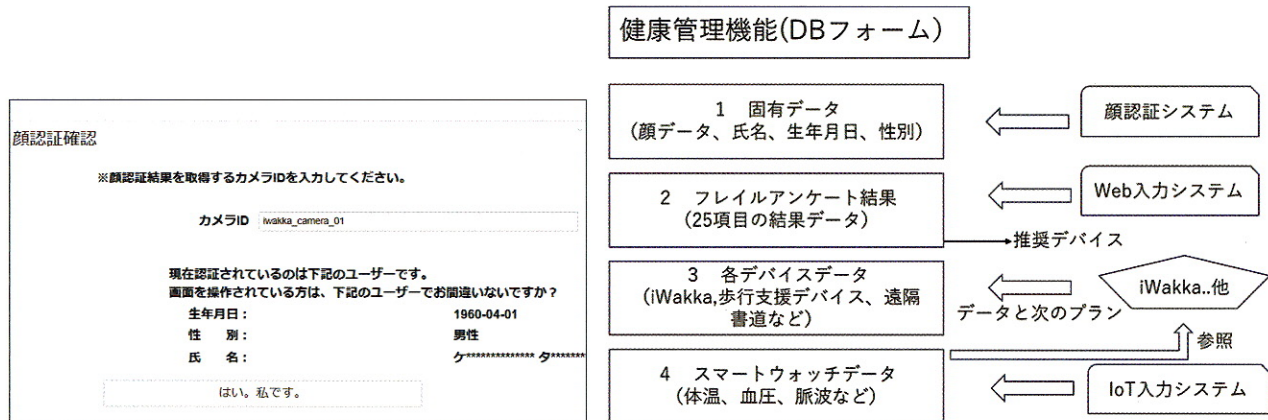 顔認証確認
※顔認証結果を取得するカメラIDを入力してください。
カメラID iwakka_camera_01
現在認証されているのは下記のユーザーです。
画面を操作されている方は、下記のユーザーでお間違いないですか？
生年月日： 1960-04-01
性 別： 男性
氏 名： ケ************** タ*******
はい。私です。
健康管理機能(DBフォーム）
1 固有データ
（顔データ、氏名、生年月日、性別）
顔認証システム
2 フレイルアンケート結果
（25項目の結果データ）
Web入力システム
推奨デバイス
3 各デバイスデータ
（iWakka,歩行支援デバイス、遠隔
書道など）
iWakka..他
データと次のプラン
参照
4 スマートウォッチデータ
（体温、血圧、脈波など）
IoT入力システム